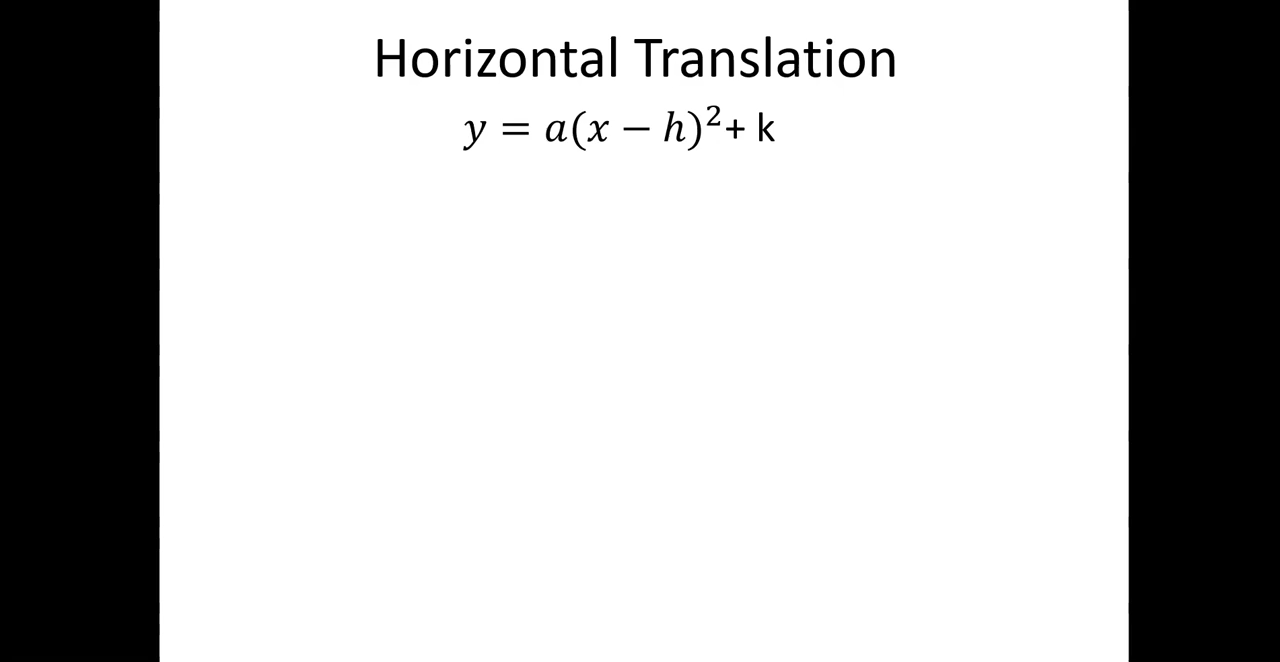 Horizontal Translation
y = a(x − h)²+ k